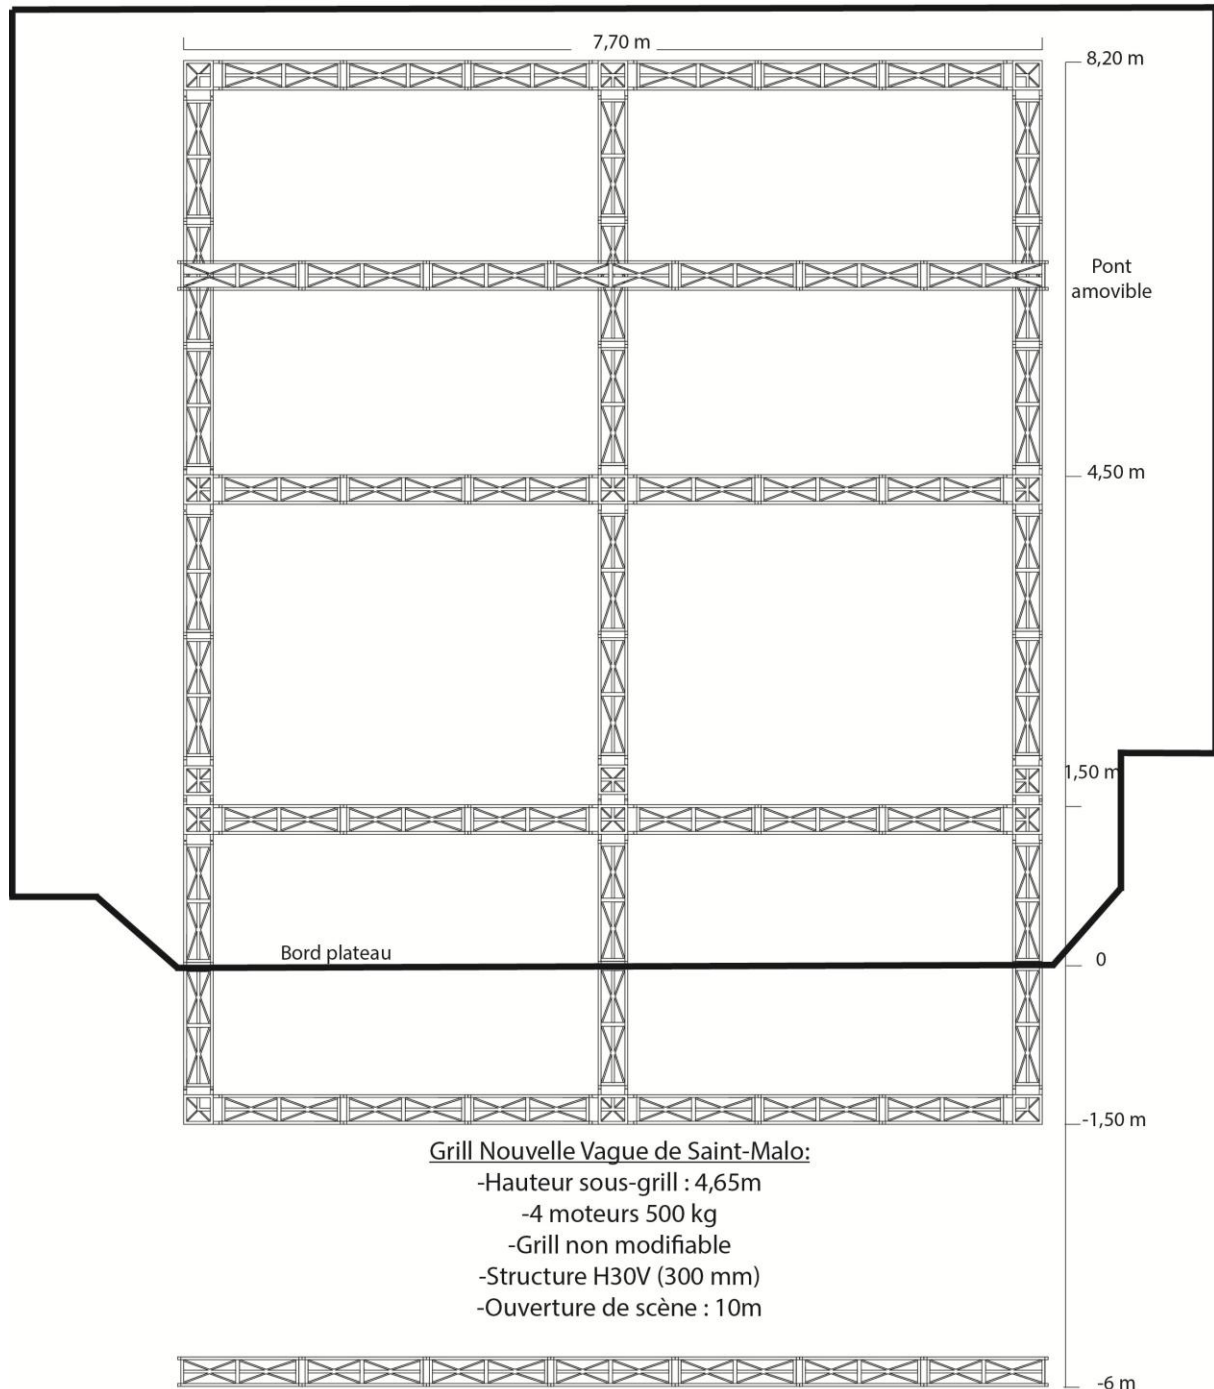 7,70 m
8,20 m
Pont
amovible
4,50 m
1,50 m
Bord plateau
0
-1,50 m
Grill Nouvelle Vague de Saint-Malo:
-Hauteur sous-grill : 4,65m
-4 moteurs 500 kg
-Grill non modifiable
-Structure H30V (300 mm)
-Ouverture de scène : 10m
-6 m